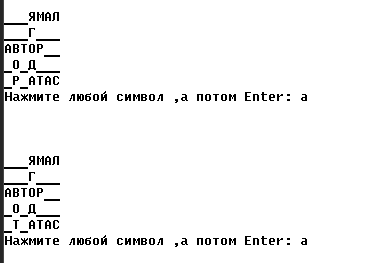 ___ЯМАЛ
___Г___
АВТОР__
_О_Д___
_Р_АТАС
Нажмите любой символ ,а потом Enter: а
___ЯМАЛ
___Г___
АВТОР__
_О_Д___
_Т_АТАС
Нажмите любой символ ,а потом Enter: а